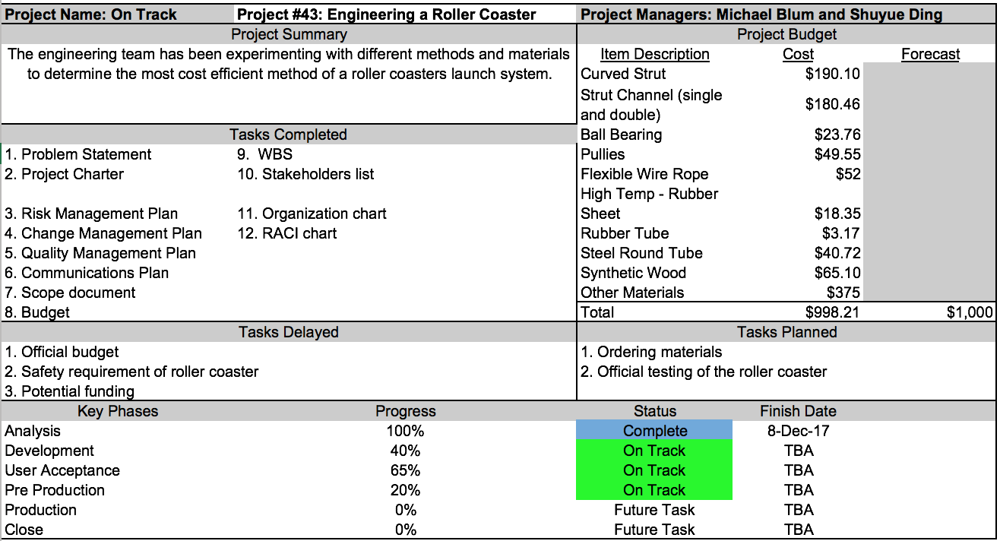 Project Name: On Track Project #43: Engineering a Roller Coaster Project Managers: Michael Blum and Shuyue Ding
Project Summary
The engineering team has been experimenting with different methods and materials
to determine the most cost efficient method of a roller coasters launch system.
Project Budget
Item Description Cost Forecast
Curved Strut $190.10
Strut Channel (single
and double) $180.46
Ball Bearing $23.76
Pullies $49.55
Flexible Wire Rope $52
High Temp - Rubber
Sheet $18.35
Rubber Tube $3.17
Steel Round Tube $40.72
Synthetic Wood $65.10
Other Materials $375
Total $998.21 $1,000
Tasks Completed
1. Problem Statement 9. WBS
2. Project Charter 10. Stakeholders list
3. Risk Management Plan 11. Organization chart
4. Change Management Plan 12. RACI chart
5. Quality Management Plan
6. Communications Plan
7. Scope document
8. Budget
Tasks Delayed
1. Official budget
2. Safety requirement of roller coaster
3. Potential funding
Tasks Planned
1. Ordering materials
2. Official testing of the roller coaster
Key Phases Progress Status Finish Date
Analysis 100% Complete 8-Dec-17
Development 40% On Track TBA
User Acceptance 65% On Track TBA
Pre Production 20% On Track TBA
Production 0% Future Task TBA
Close 0% Future Task TBA